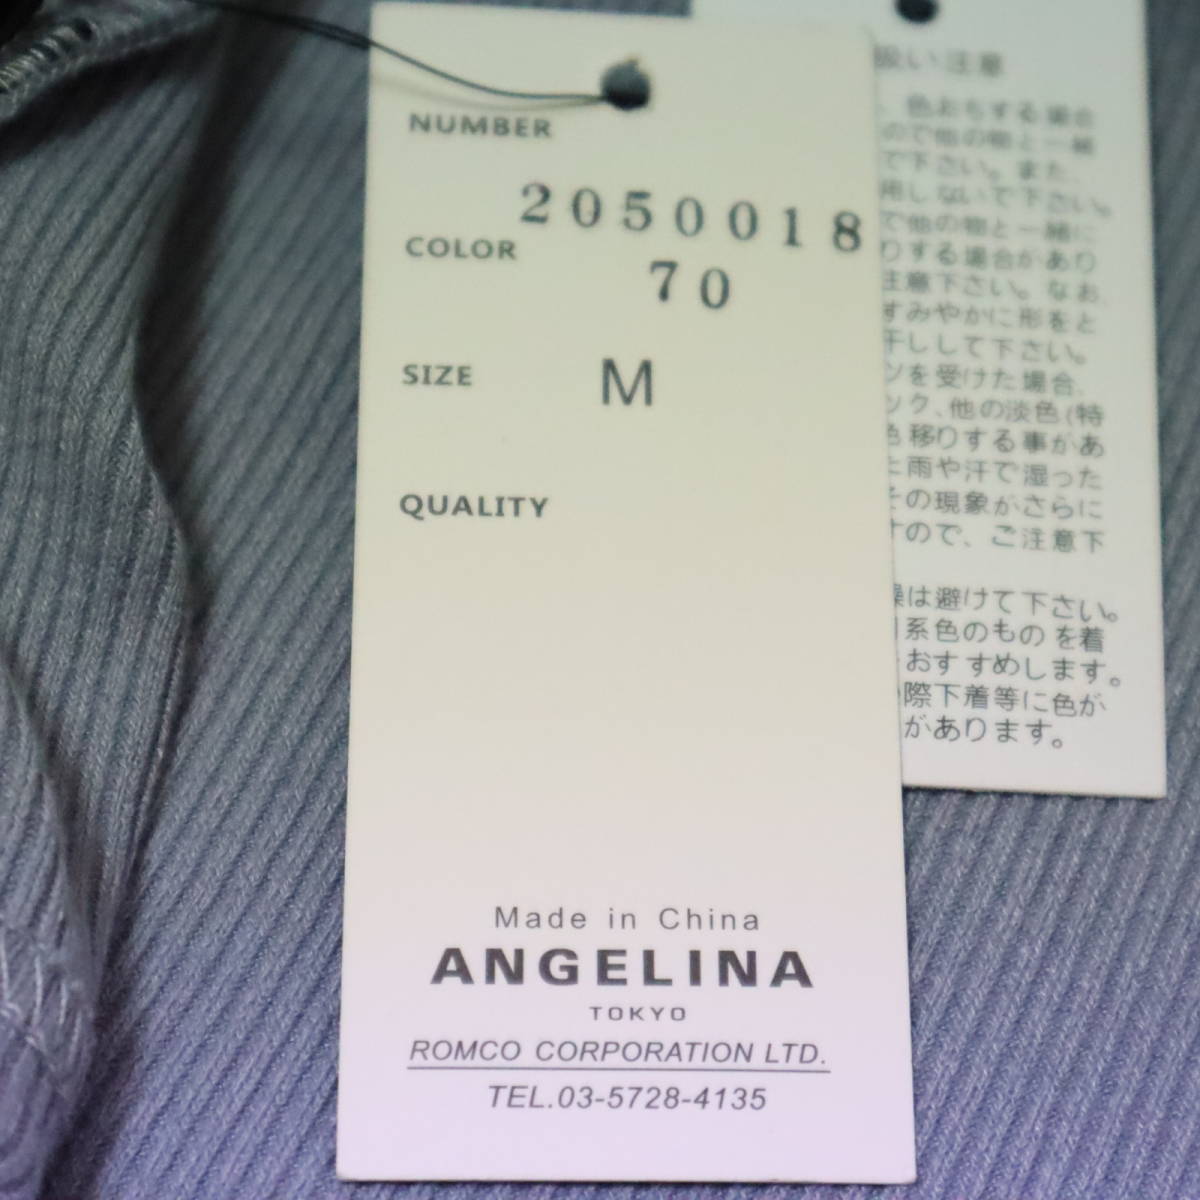 NUMBER
2050018
COLOR
70
SIZE M
QUALITY
Made in China
ANGELINA
TOKYO
ROMCO CORPORATION LTD.
TEL.03-5728-4135
扱い注意
、色おちする場合
ので他の物と一緒
で下さい。また、
用しないで下さい。
で他の物と一緒に
りする場合があり
注意下さい。なお、
すみやかに形をと
干しして下さい。
ツを受けた場合、
ック、他の淡色(特
色移りする事があ
に雨や汗で湿った
その現象がさらに
すので、ご注意下
燥は避けて下さい。
系色のものを着
おすすめします。
際下着等に色が
があります。